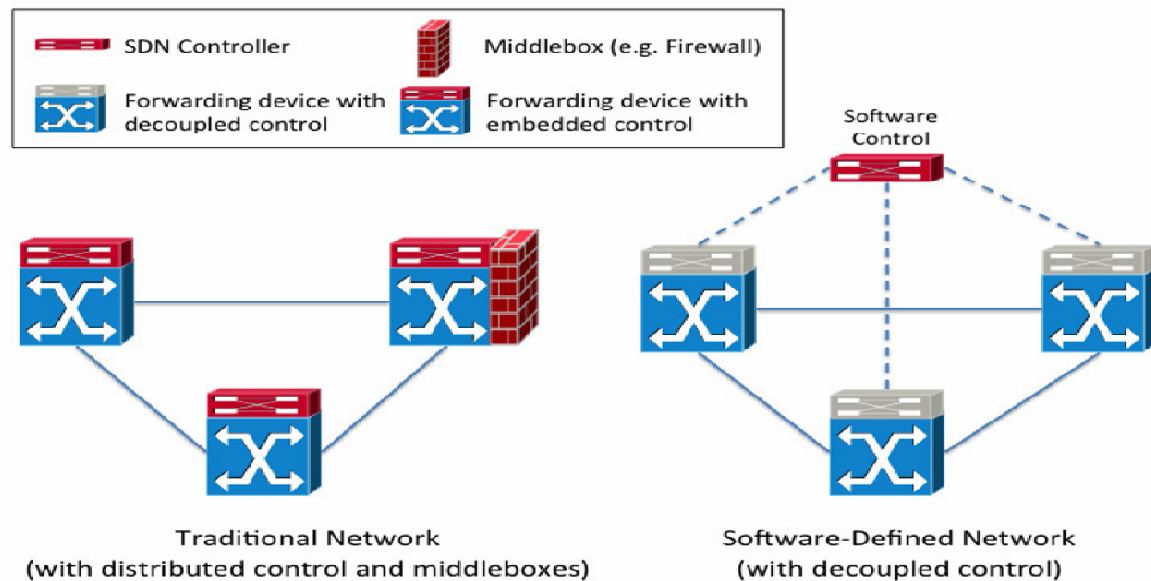 SDN Controller
Middlebox (e.g. Firewall)
Forwarding device with
decoupled control
Forwarding device with
embedded control
Software
Control
Traditional Network
(with distributed control and middleboxes)
Software-Defined Network
(with decoupled control)